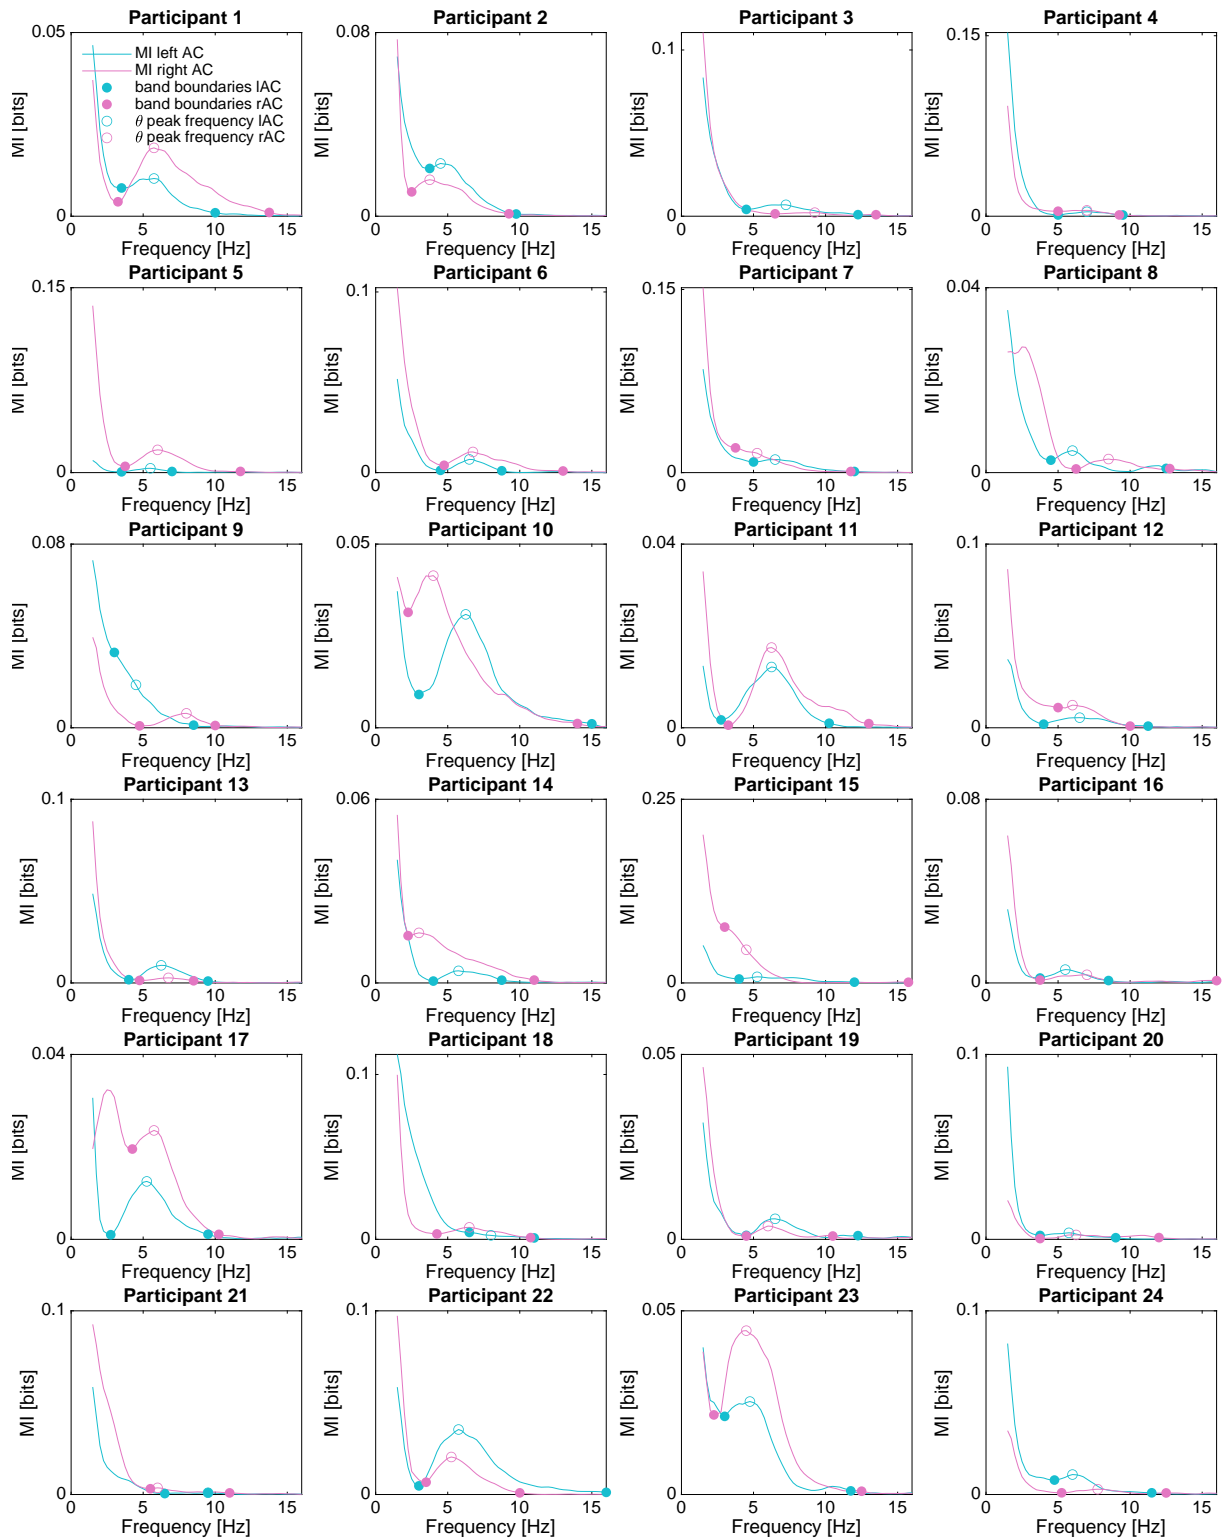 Participant 1
0.05
MI [bits]
MI left AC
MI right AC
band boundaries lAC
band boundaries rAC
θ peak frequency lAC
θ peak frequency rAC
0
0 5 10 15
Frequency [Hz]
Participant 2
0.08
MI [bits]
0
0 5 10 15
Frequency [Hz]
Participant 3
0.1
MI [bits]
0
0 5 10 15
Frequency [Hz]
Participant 4
0.15
MI [bits]
0
0 5 10 15
Frequency [Hz]
Participant 5
0.15
MI [bits]
0
0 5 10 15
Frequency [Hz]
Participant 6
0.1
MI [bits]
0
0 5 10 15
Frequency [Hz]
Participant 7
0.15
MI [bits]
0
0 5 10 15
Frequency [Hz]
Participant 8
0.04
MI [bits]
0
0 5 10 15
Frequency [Hz]
Participant 9
0.08
MI [bits]
0
0 5 10 15
Frequency [Hz]
Participant 10
0.05
MI [bits]
0
0 5 10 15
Frequency [Hz]
Participant 11
0.04
MI [bits]
0
0 5 10 15
Frequency [Hz]
Participant 12
0.1
MI [bits]
0
0 5 10 15
Frequency [Hz]
Participant 13
0.1
MI [bits]
0
0 5 10 15
Frequency [Hz]
Participant 14
0.06
MI [bits]
0
0 5 10 15
Frequency [Hz]
Participant 15
0.25
MI [bits]
0
0 5 10 15
Frequency [Hz]
Participant 16
0.08
MI [bits]
0
0 5 10 15
Frequency [Hz]
Participant 17
0.04
MI [bits]
0
0 5 10 15
Frequency [Hz]
Participant 18
0.1
MI [bits]
0
0 5 10 15
Frequency [Hz]
Participant 19
0.05
MI [bits]
0
0 5 10 15
Frequency [Hz]
Participant 20
0.1
MI [bits]
0
0 5 10 15
Frequency [Hz]
Participant 21
0.1
MI [bits]
0
0 5 10 15
Frequency [Hz]
Participant 22
0.1
MI [bits]
0
0 5 10 15
Frequency [Hz]
Participant 23
0.05
MI [bits]
0
0 5 10 15
Frequency [Hz]
Participant 24
0.1
MI [bits]
0
0 5 10 15
Frequency [Hz]